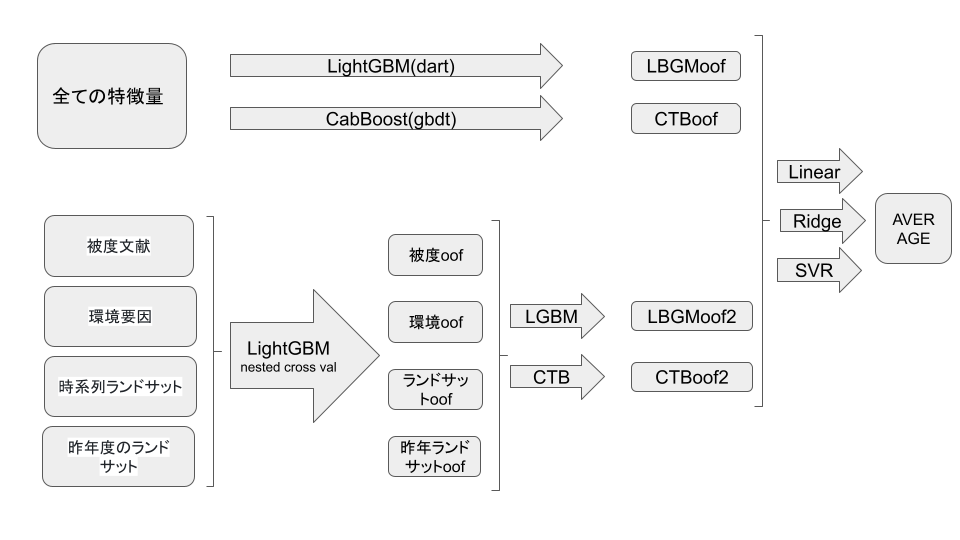 全ての特徴量
LightGBM(dart)
CabBoost(gbdt)
LBGMoof
CTBoof
被度文献
環境要因
時系列ランドサット
昨年度のランド
サット
LightGBM
nested cross val
被度oof
環境oof
ランドサッ
トoof
昨年ランド
サットoof
LGBM
CTB
LBGMoof2
CTBoof2
Linear
Ridge
SVR
AVER
AGE